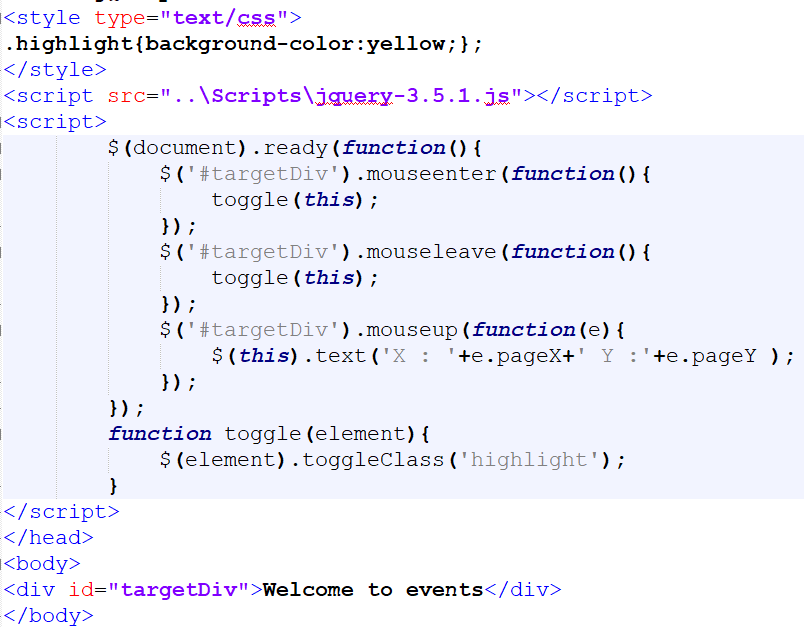 <style type="text/css">
.highlight{background-color:yellow;};
</style>
<script src="..\Scripts\jquery-3.5.1.js"></script>
<script>
$(document).ready(function(){
$('#targetDiv').mouseenter(function(){
toggle(this);
});
$('#targetDiv').mouseleave(function(){
toggle(this);
});
$('#targetDiv').mouseup(function(e){
$(this).text('X : '+e.pageX+' Y :'+e.pageY );
});
});
function toggle(element){
$(element).toggleClass('highlight');
}
</script>
</head>
<body>
<div id="targetDiv">Welcome to events</div>
</body>